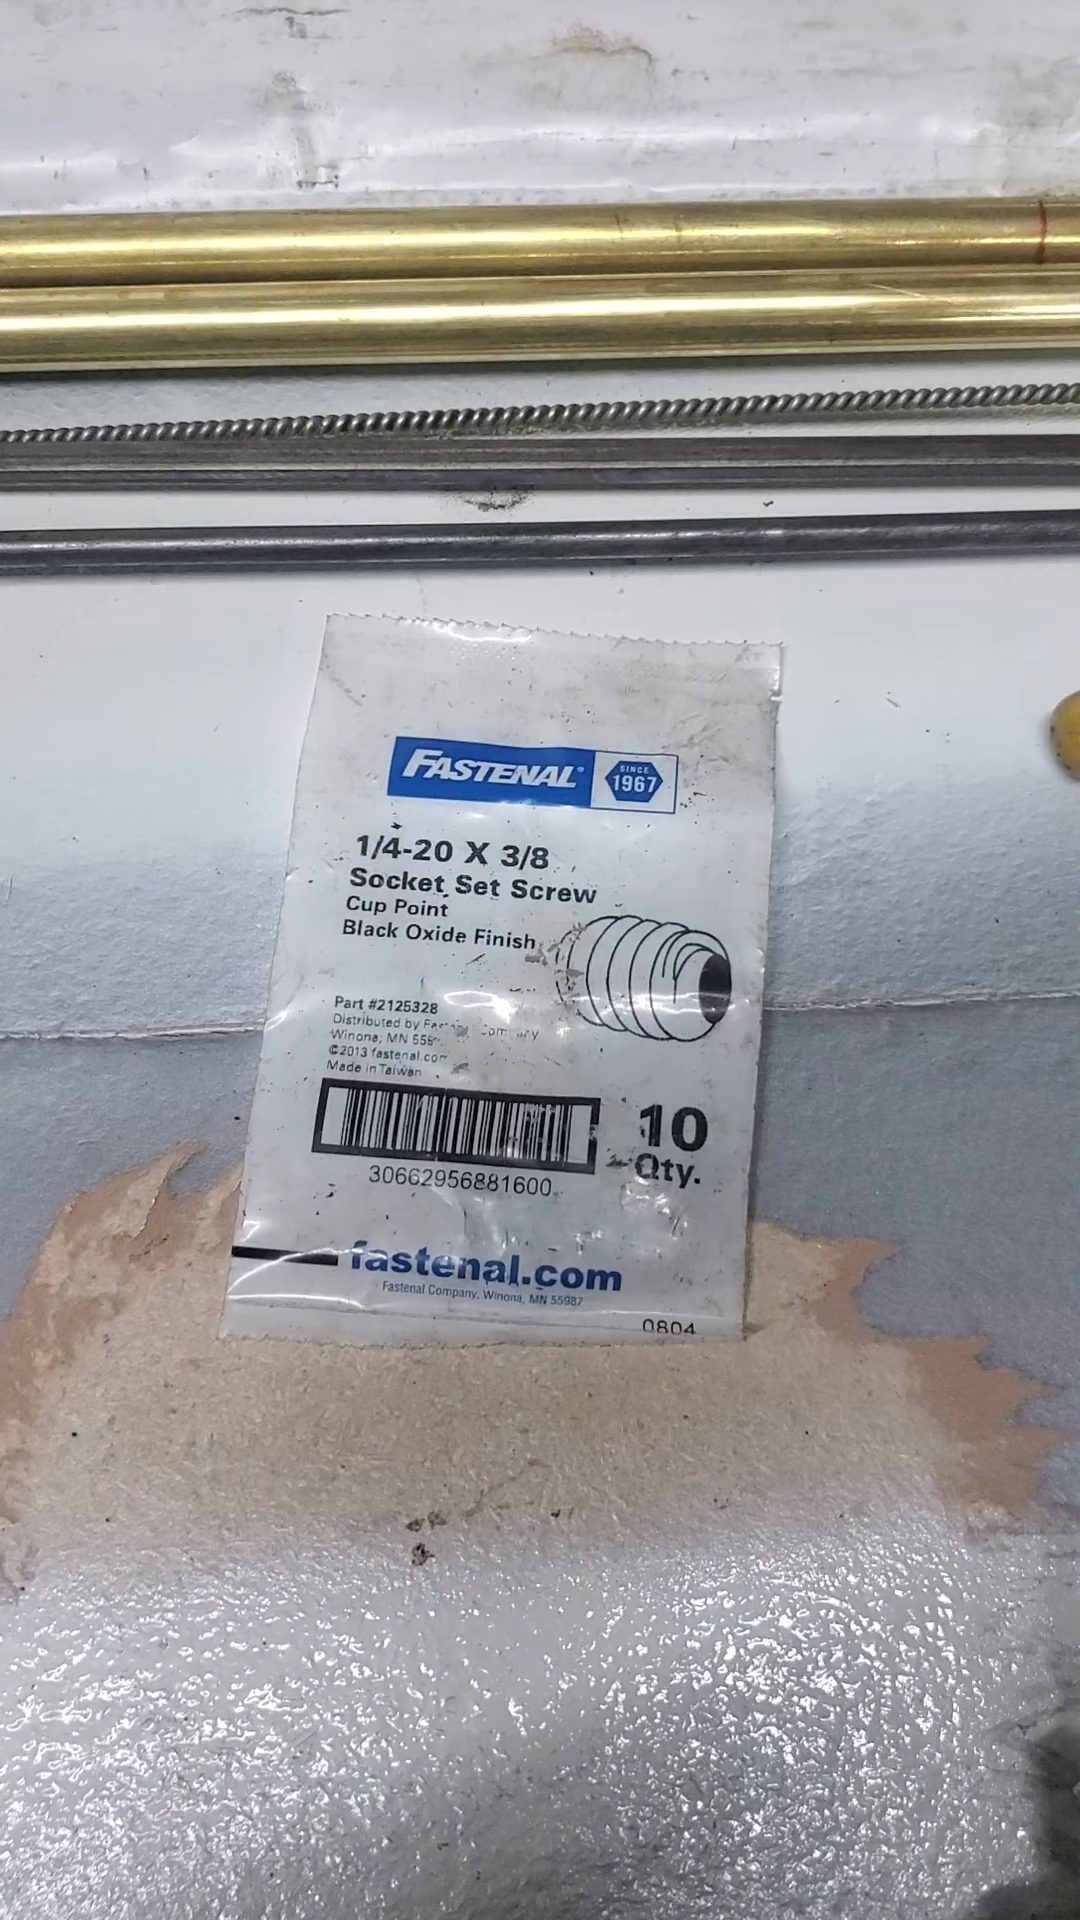 FASTENAL®
SINCE
1967
1/4-20 X 3/8
Socket Set Screw
Cup Point
Black Oxide Finish
Part #2125328
Distributed by
Winona, MN
©2013 fastenal.com
Made in Taiwan
10
Qty.
30662956881600
fastenal.com
Fastenal Company, Winona, MN 55987
0804